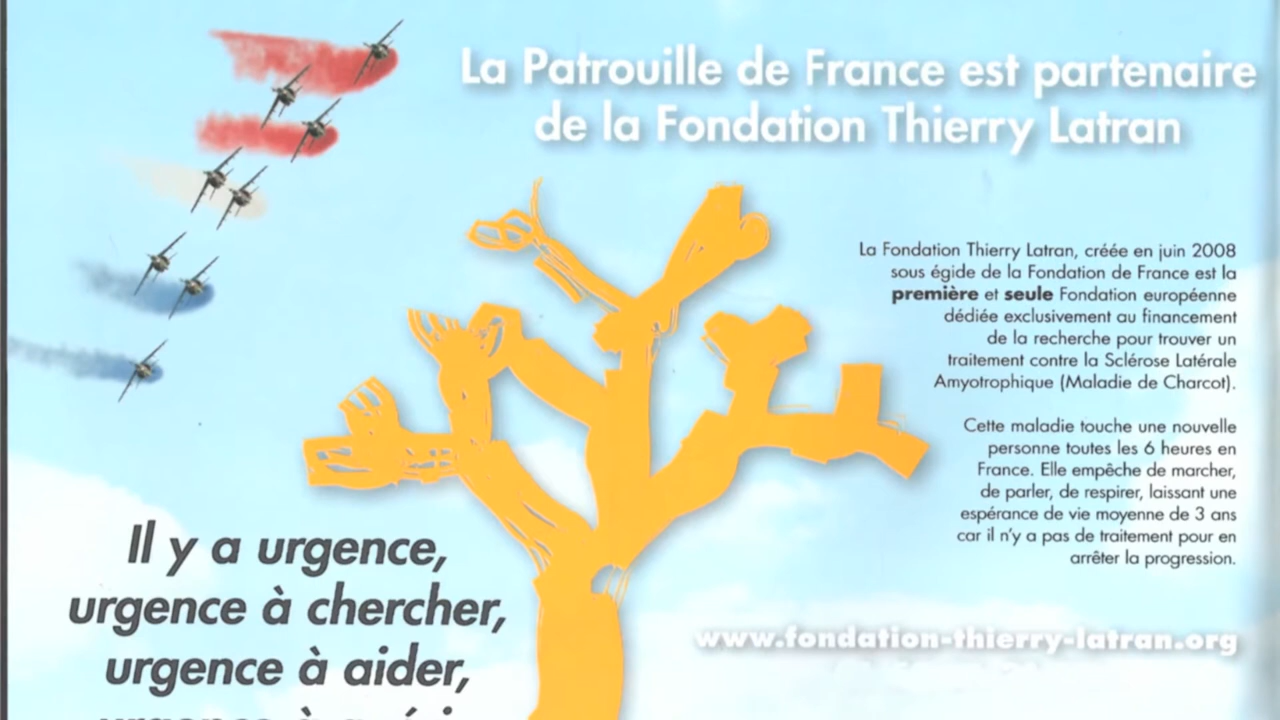 La Patrouille de France est partenaire
de la Fondation Thierry Latran
La Fondation Thierry Latran, créée en juin 2008
sous égide de la Fondation de France est la
première et seule Fondation européenne
dédiée exclusivement au financement
de la recherche pour trouver un
traitement contre la Sclérose Latérale
Amyotrophique (Maladie de Charcot).
Cette maladie touche une nouvelle
personne toutes les 6 heures en
France. Elle empêche de marcher,
de parler, de respirer, laissant une
espérance de vie moyenne de 3 ans
car il n'y a pas de traitement pour en
arrêter la progression.
Il y a urgence,
urgence à chercher,
urgence à aider,
urgence à
www.fondation-thierry-latran.org